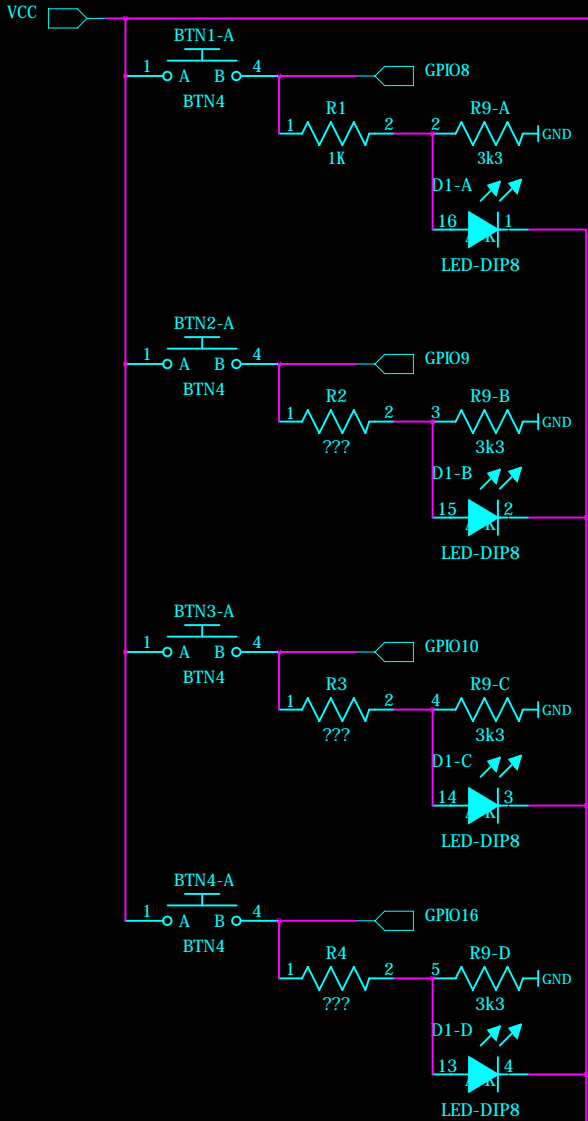 VCC
BTN1-A
1 A B 4 GPIO8
BTN4
R1 R9-A
1 2 2 GND
1K 3k3
D1-A
16 1
LED-DIP8
BTN2-A
1 A B 4 GPIO9
BTN4
R2 R9-B
1 2 3 GND
??? 3k3
D1-B
15 2
LED-DIP8
BTN3-A
1 A B 4 GPIO10
BTN4
R3 R9-C
1 2 4 GND
??? 3k3
D1-C
14 3
LED-DIP8
BTN4-A
1 A B 4 GPIO16
BTN4
R4 R9-D
1 2 5 GND
??? 3k3
D1-D
13 4
LED-DIP8